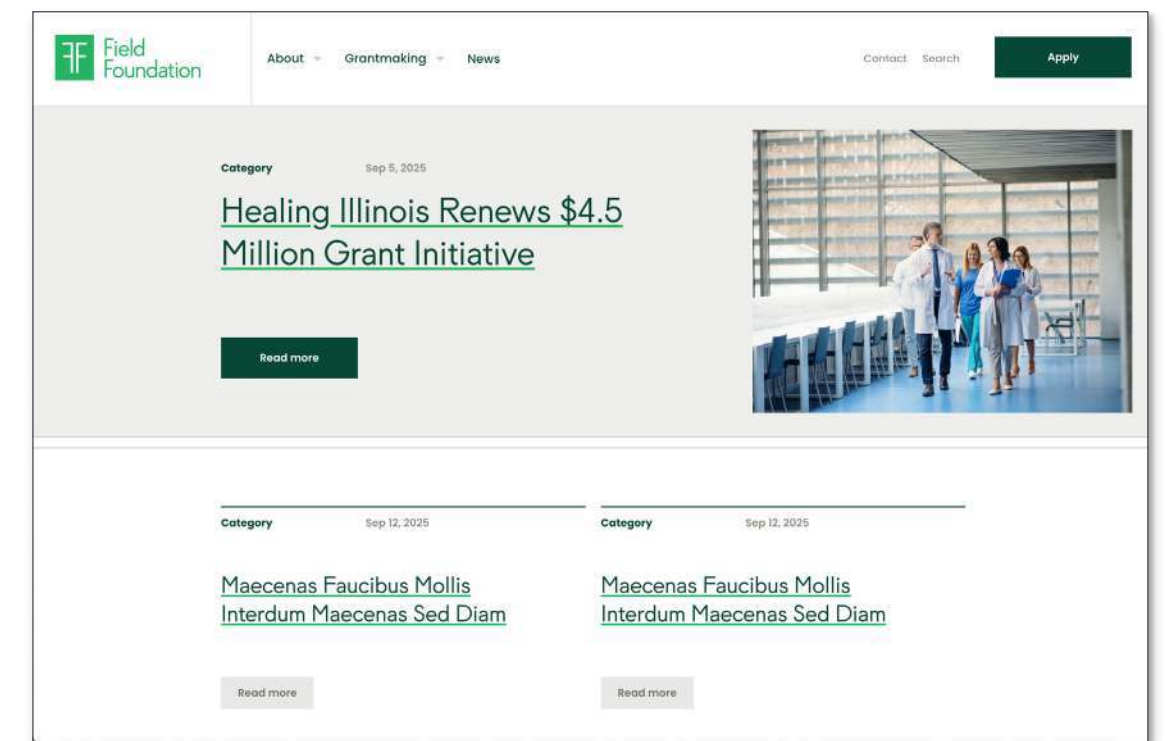 Field
Foundation
About
Grantmaking
News
Contact
Search
Apply
Category
Sep 5, 2025
Healing Illinois Renews $4.5
Million Grant Initiative
Read more
Category
Sep 12, 2025
Maecenas Faucibus Mollis
Interdum Maecenas Sed Diam
Read more
Category
Sep 12, 2025
Maecenas Faucibus Mollis
Interdum Maecenas Sed Diam
Read more